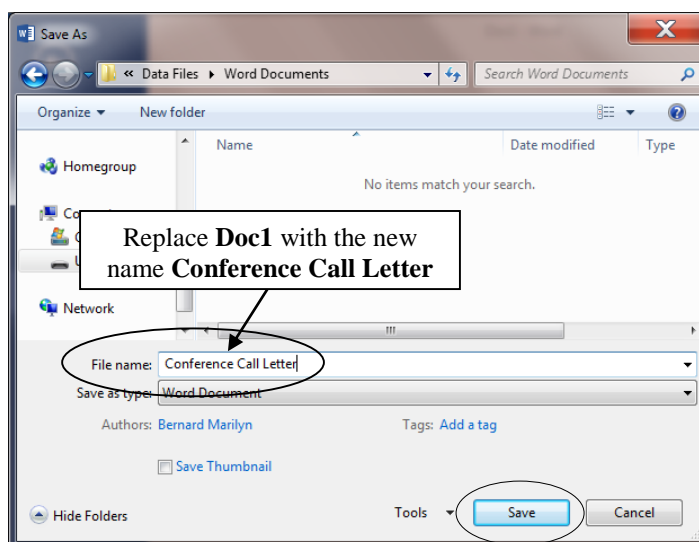 Save As
« Data Files ▸ Word Documents
Search Word Documents
Organize
New folder
Name
Date modified
Type
No items match your search.
Homegroup
Replace Doc1 with the new
name Conference Call Letter
Network
File name: Conference Call Letter
Save as type: Word Document
Authors: Bernard Marilyn
Tags: Add a tag
Save Thumbnail
Hide Folders
Tools
Save
Cancel